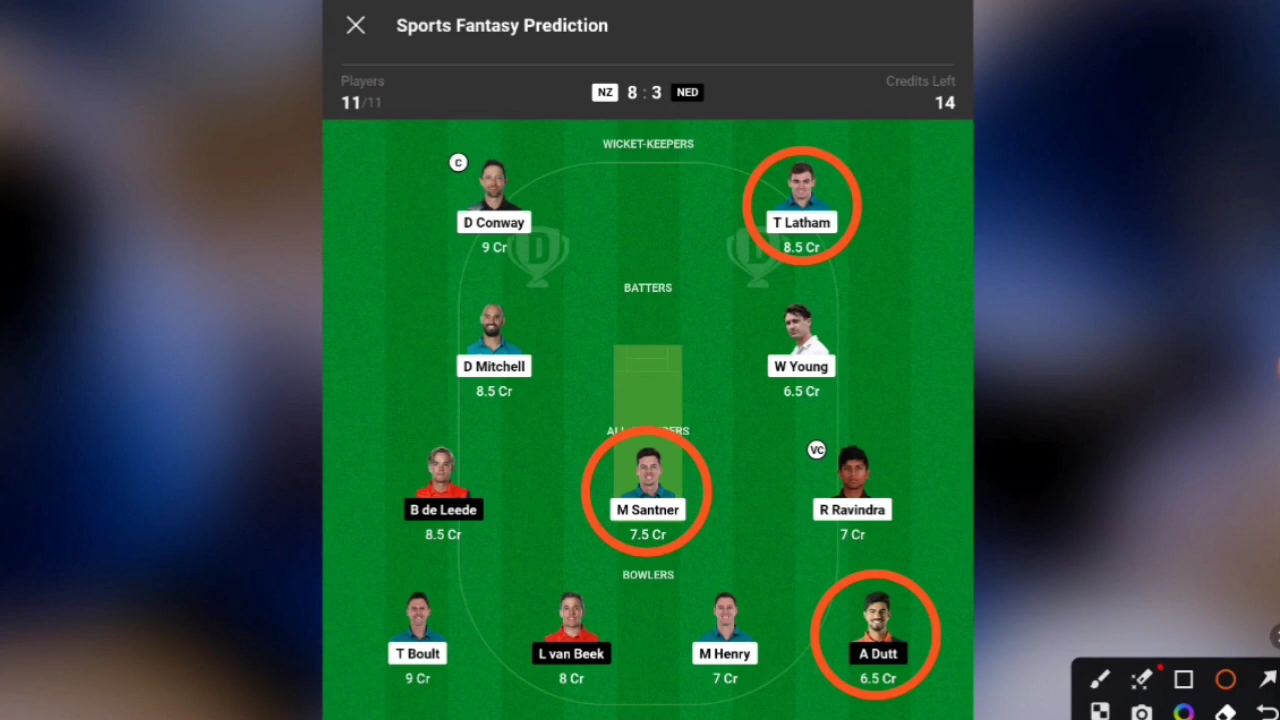 Sports Fantasy Prediction
Players
Credits Left
11/11
NZ 8 : 3 NED
14
WICKET-KEEPERS
C
D Conway
T Latham
9 Cr
8.5 Cr
BATTERS
D Mitchell
W Young
8.5 Cr
6.5 Cr
VC
B de Leede
M Santner
R Ravindra
8.5 Cr
7.5 Cr
7 Cr
BOWLERS
T Boult
L van Beek
M Henry
A Dutt
9 Cr
8 Cr
7 Cr
6.5 Cr